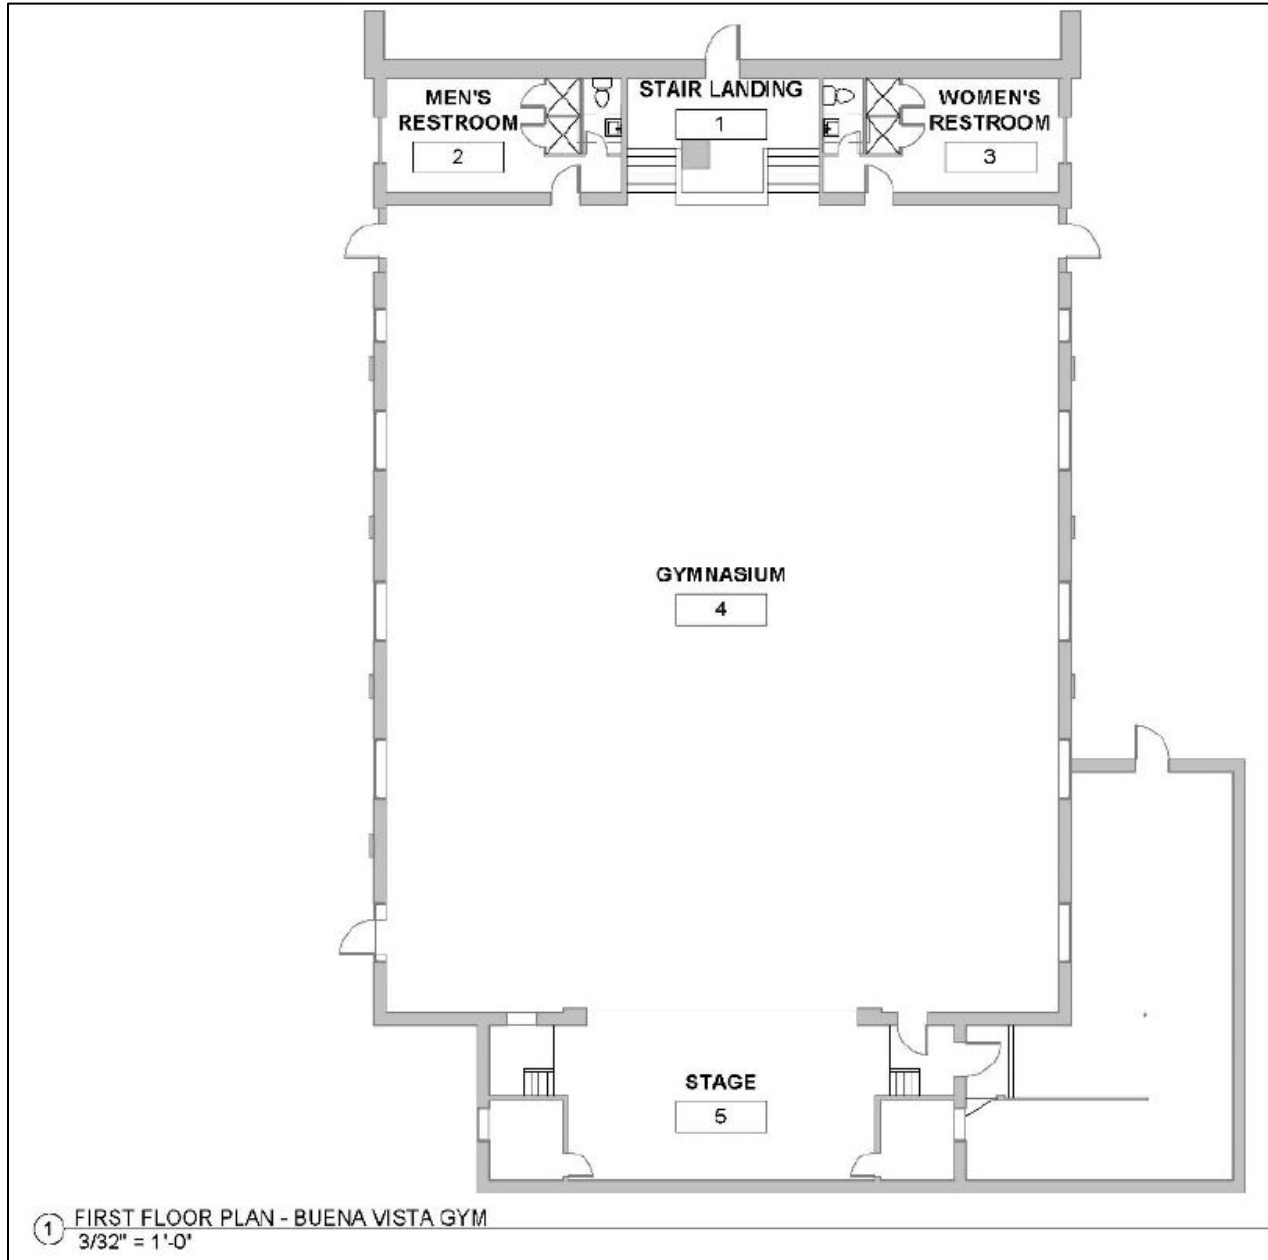 STAIR LANDING
1
MEN'S
RESTROOM
2
WOMEN'S
RESTROOM
3
GYMNASIUM
4
STAGE
5
1 FIRST FLOOR PLAN - BUENA VISTA GYM
3/32" = 1'-0"